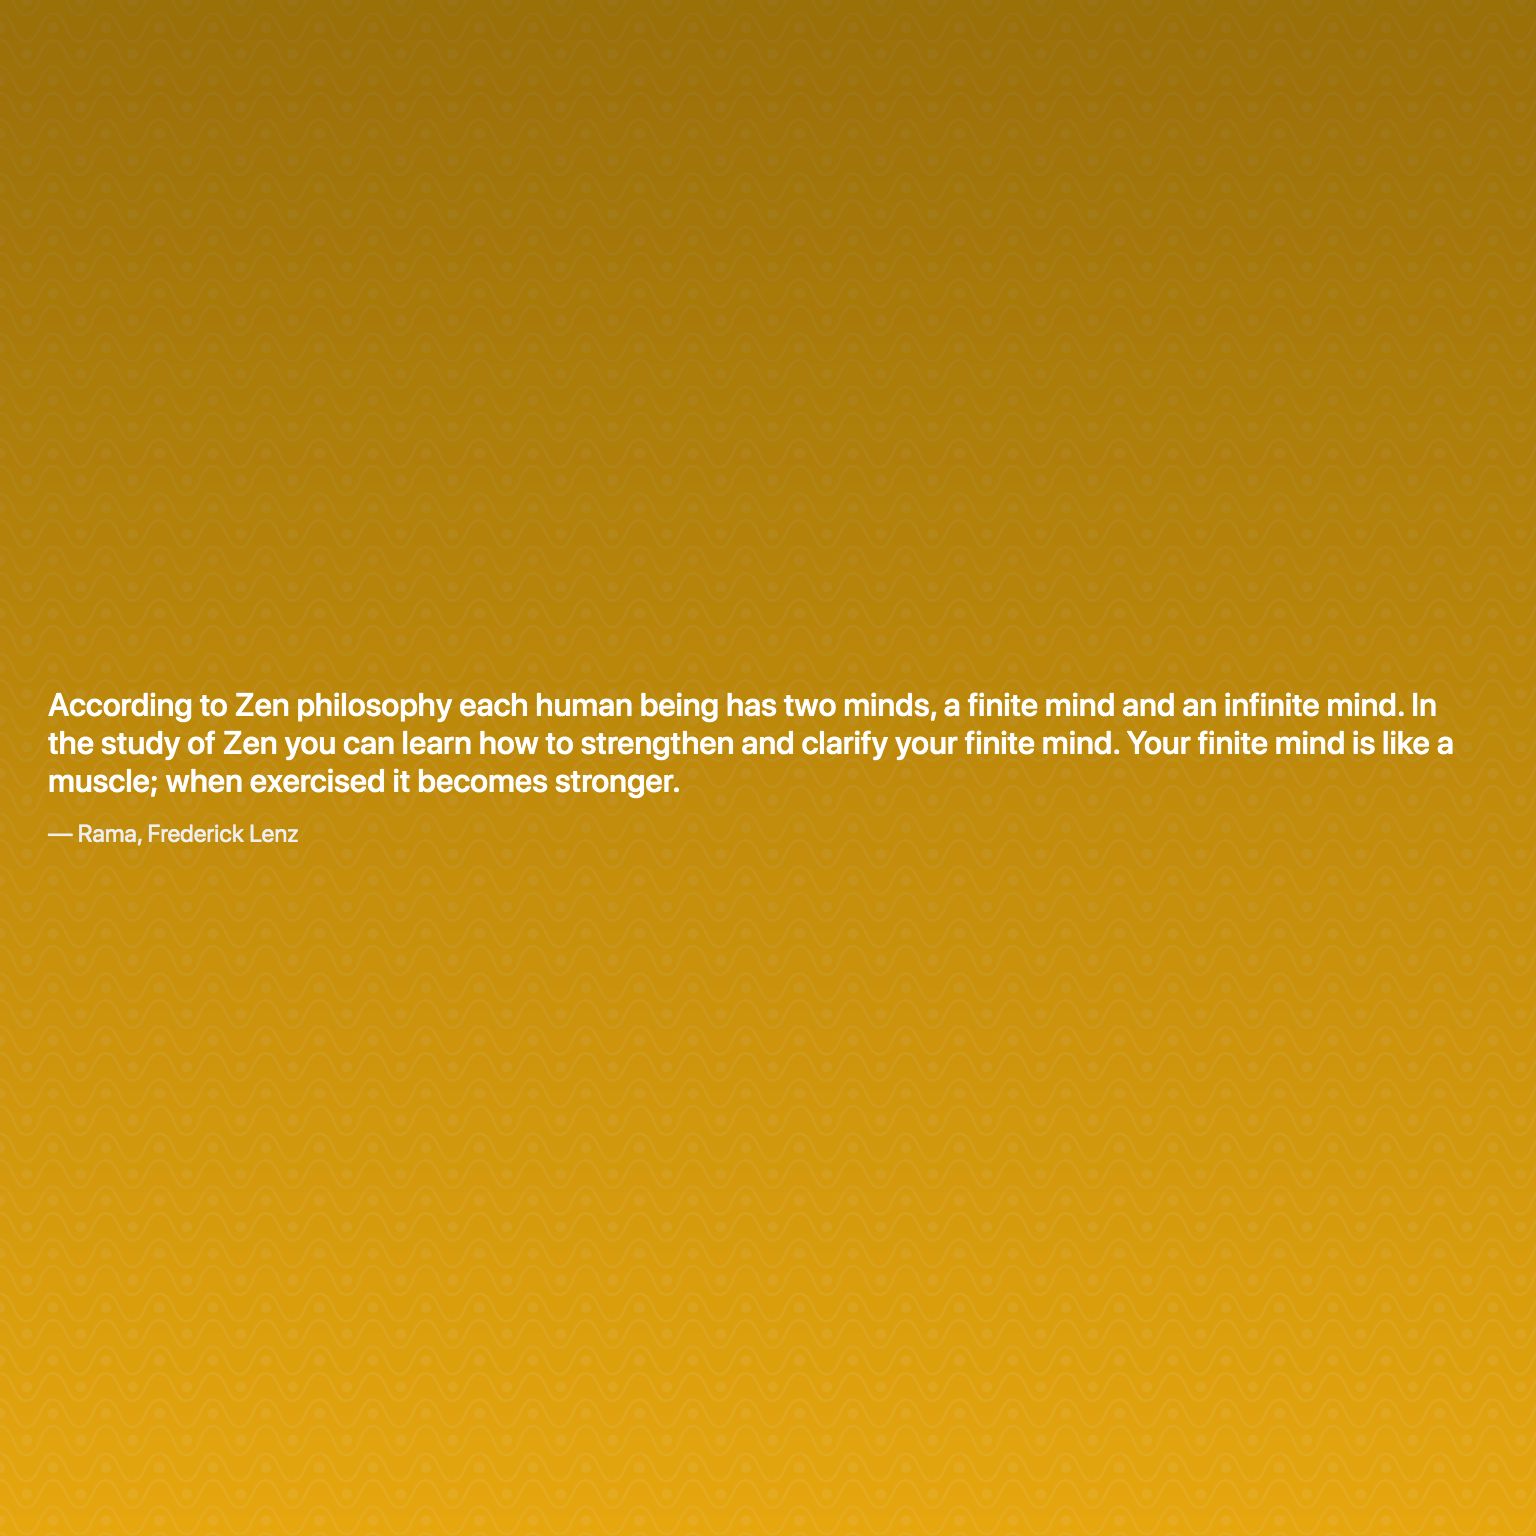 According to Zen philosophy each human being has two minds, a finite mind and an infinite mind. In
the study of Zen you can learn how to strengthen and clarify your finite mind. Your finite mind is like a
muscle; when exercised it becomes stronger.
— Rama, Frederick Lenz